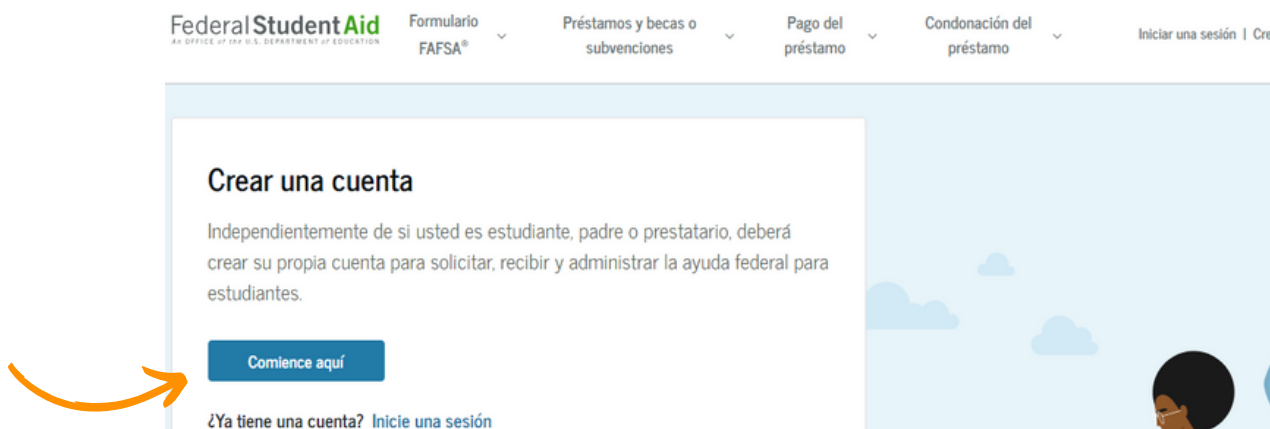 Federal Student Aid
An OFFICE of the U.S. DEPARTMENT of EDUCATION
Formulario
FAFSA®
Préstamos y becas o
subvenciones
Pago del
préstamo
Condonación del
préstamo
Iniciar una sesión | Cre
Crear una cuenta
Independientemente de si usted es estudiante, padre o prestatario, deberá
crear su propia cuenta para solicitar, recibir y administrar la ayuda federal para
estudiantes.
Comience aquí
¿Ya tiene una cuenta? Inicie una sesión